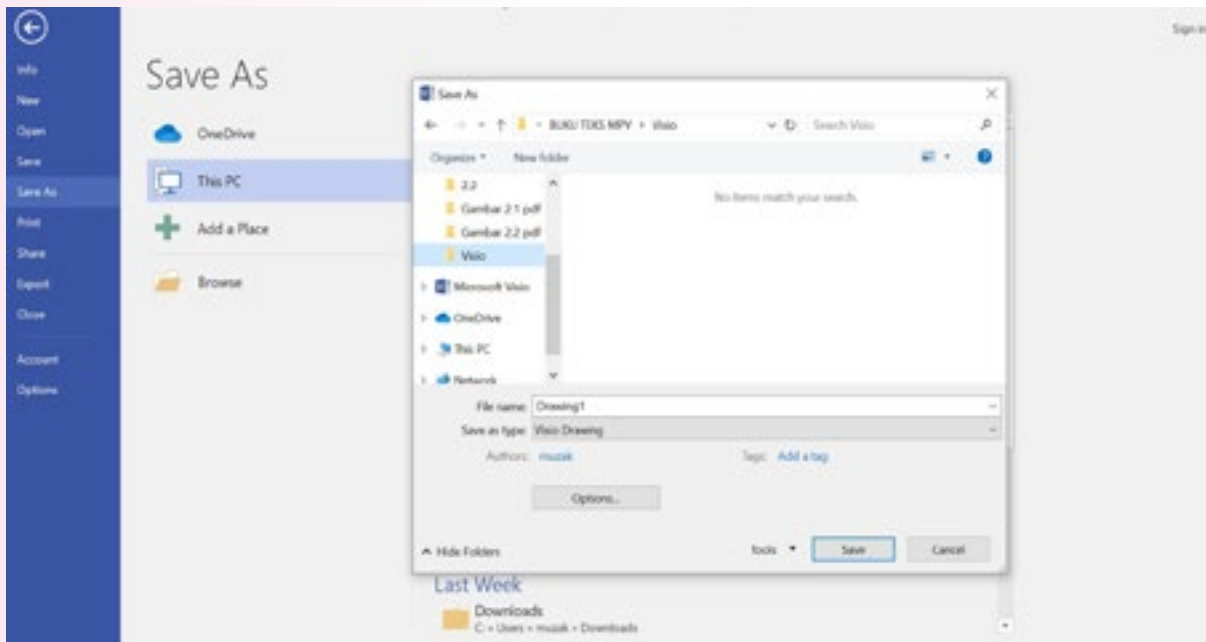 Sign in
Info
New
Open
Save
Save As
Print
Share
Export
Close
Account
Options
Save As
OneDrive
This PC
Add a Place
Browse
Save As
BUKU TEKS MPV › Visio
Search Visio
Organize
New folder
2.2
Gambar 2.1 pdf
Gambar 2.2 pdf
Visio
Microsoft Visio
OneDrive
This PC
Network
No items match your search.
File name: Drawing1
Save as type: Visio Drawing
Authors: muzak
Tags: Add a tag
Options...
Hide Folders
Tools
Save
Cancel
Last Week
Downloads
C: » Users » muzak » Downloads